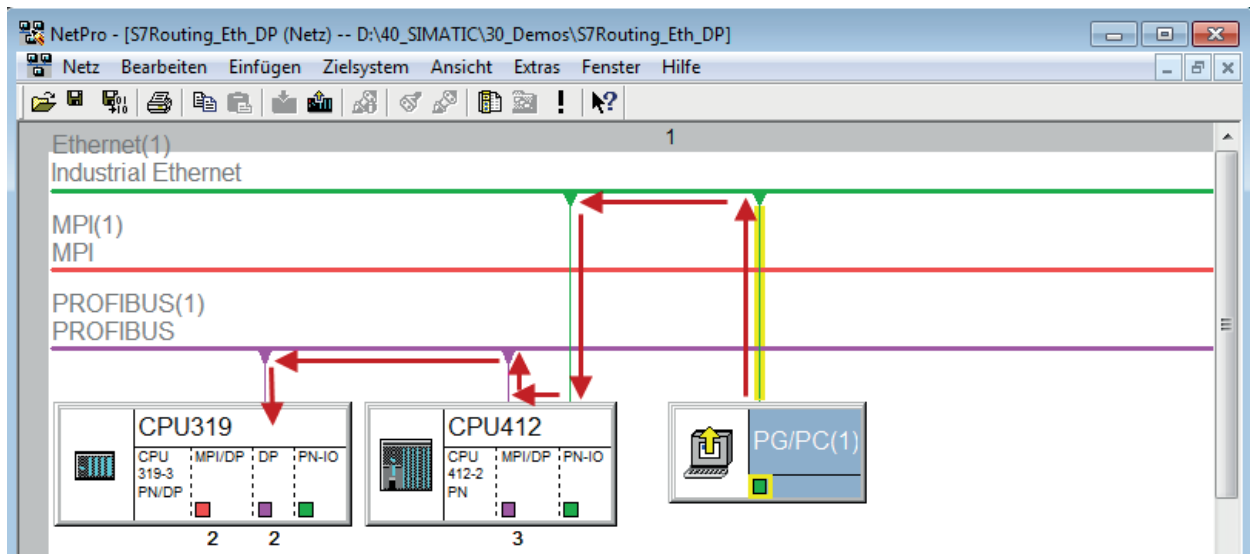 NetPro - [S7Routing_Eth_DP (Netz) -- D:\40_SIMATIC\30_Demos\S7Routing_Eth_DP]
Netz Bearbeiten Einfügen Zielsystem Ansicht Extras Fenster Hilfe
1
Ethernet(1)
Industrial Ethernet
MPI(1)
MPI
PROFIBUS(1)
PROFIBUS
CPU319
CPU
319-3
PN/DP
MPI/DP
DP
PN-IO
2
2
CPU412
CPU
412-2
PN
MPI/DP
PN-IO
3
PG/PC(1)